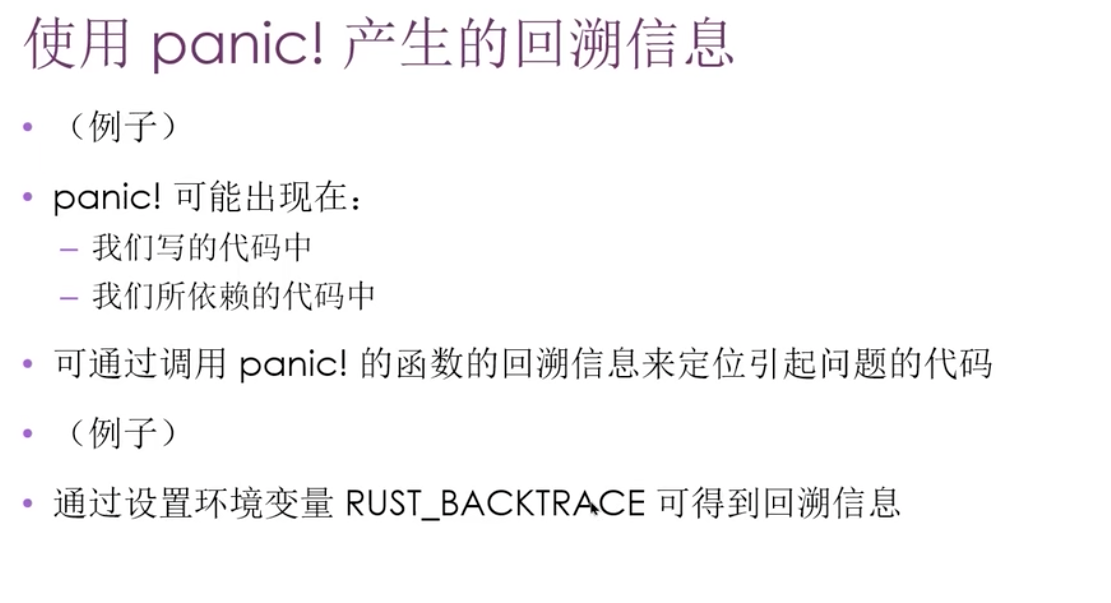 使用 panic! 产生的回溯信息
• （例子）
• panic! 可能出现在：
– 我们写的代码中
– 我们所依赖的代码中
• 可通过调用 panic! 的函数的回溯信息来定位引起问题的代码
• （例子）
• 通过设置环境变量 RUST_BACKTRACE 可得到回溯信息